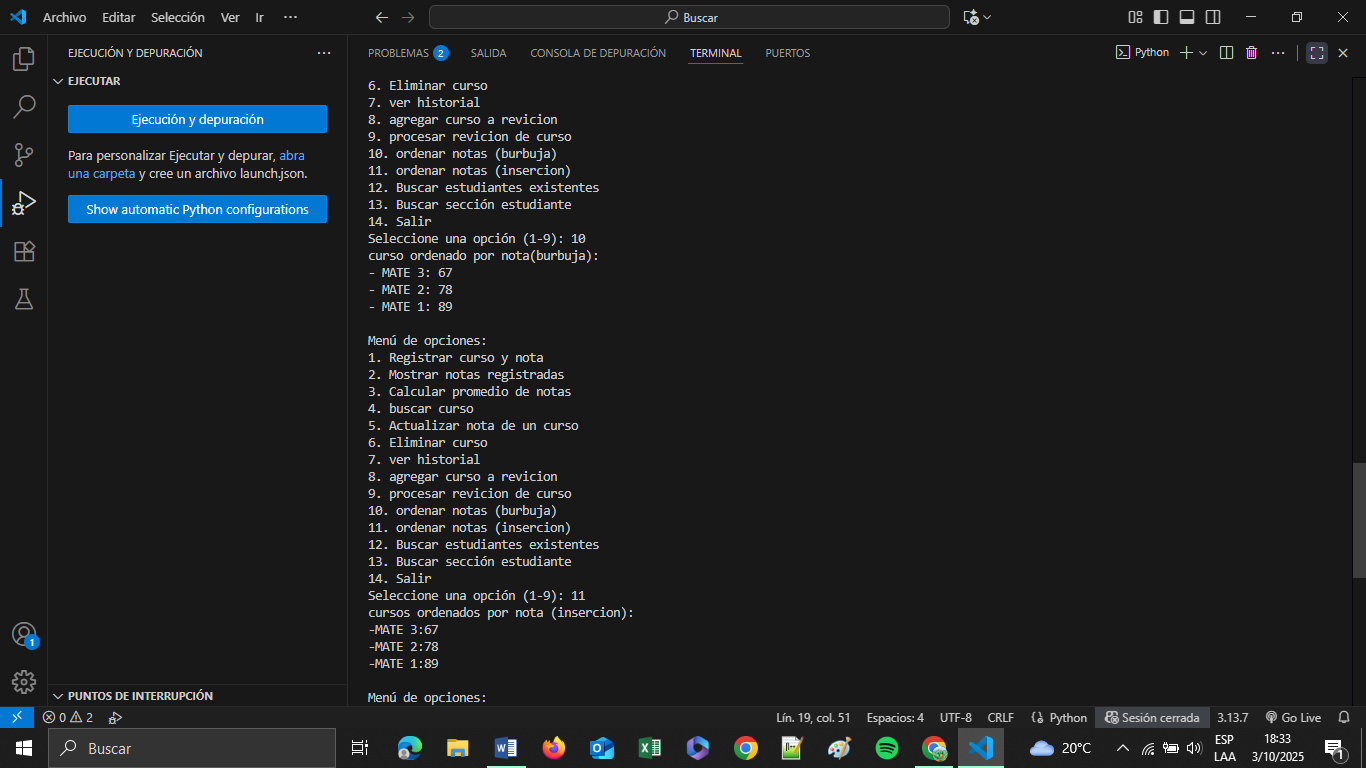 Archivo Editar Selección Ver Ir ··· Buscar
EJECUCIÓN Y DEPURACIÓN ···
EJECUTAR
Ejecución y depuración
Para personalizar Ejecutar y depurar, abra
una carpeta y cree un archivo launch.json.
Show automatic Python configurations
PUNTOS DE INTERRUPCIÓN
PROBLEMAS 2 SALIDA CONSOLA DE DEPURACIÓN TERMINAL PUERTOS Python
6. Eliminar curso
7. ver historial
8. agregar curso a revicion
9. procesar revicion de curso
10. ordenar notas (burbuja)
11. ordenar notas (insercion)
12. Buscar estudiantes existentes
13. Buscar sección estudiante
14. Salir
Seleccione una opción (1-9): 10
curso ordenado por nota(burbuja):
- MATE 3: 67
- MATE 2: 78
- MATE 1: 89
Menú de opciones:
1. Registrar curso y nota
2. Mostrar notas registradas
3. Calcular promedio de notas
4. buscar curso
5. Actualizar nota de un curso
6. Eliminar curso
7. ver historial
8. agregar curso a revicion
9. procesar revicion de curso
10. ordenar notas (burbuja)
11. ordenar notas (insercion)
12. Buscar estudiantes existentes
13. Buscar sección estudiante
14. Salir
Seleccione una opción (1-9): 11
cursos ordenados por nota (insercion):
-MATE 3:67
-MATE 2:78
-MATE 1:89
Menú de opciones:
1
0 2 Lín. 19, col. 51 Espacios: 4 UTF-8 CRLF Python Sesión cerrada 3.13.7 Go Live
Buscar 20°C ESP LAA 18:33 3/10/2025 1